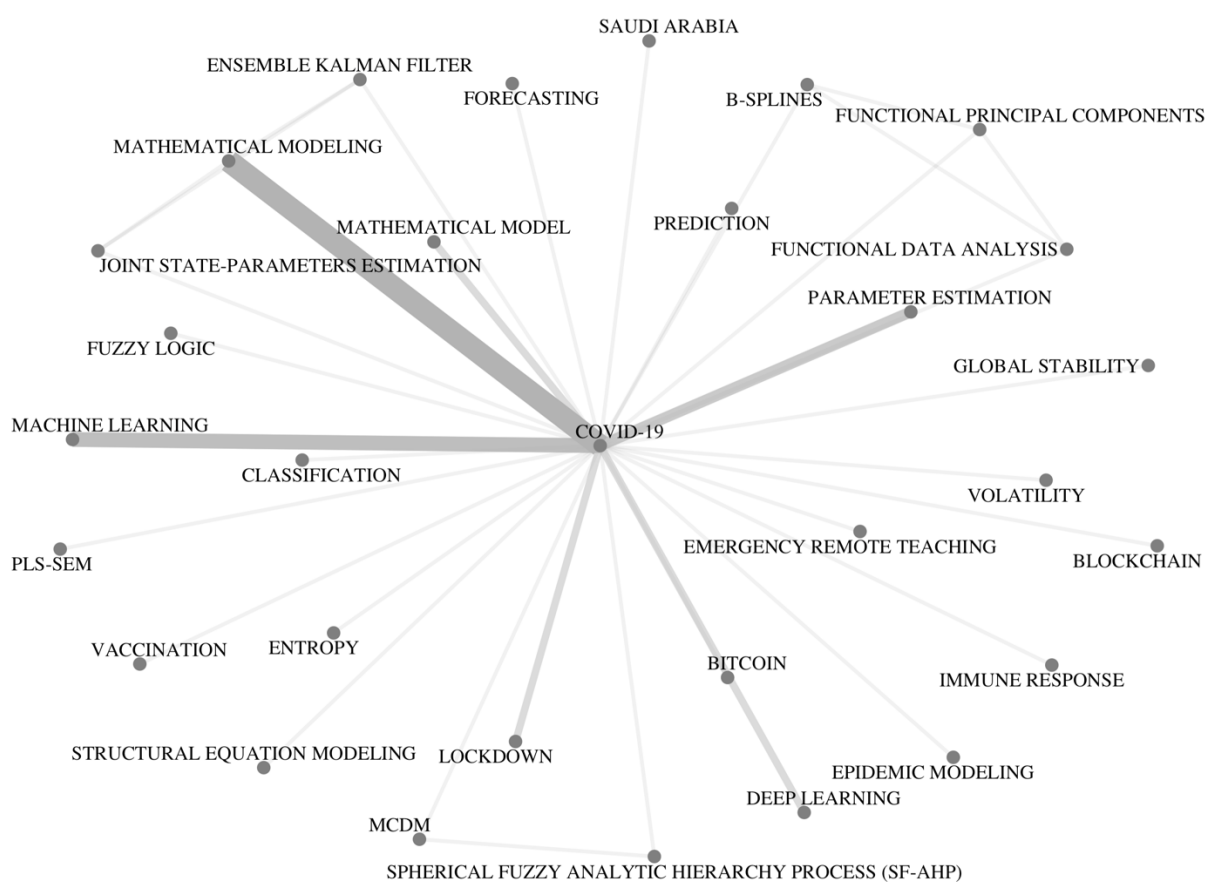 SAUDI ARABIA
ENSEMBLE KALMAN FILTER
FORECASTING
B-SPLINES
FUNCTIONAL PRINCIPAL COMPONENTS
MATHEMATICAL MODELING
MATHEMATICAL MODEL
PREDICTION
FUNCTIONAL DATA ANALYSIS
JOINT STATE-PARAMETERS ESTIMATION
PARAMETER ESTIMATION
FUZZY LOGIC
GLOBAL STABILITY
MACHINE LEARNING
COVID-19
CLASSIFICATION
VOLATILITY
EMERGENCY REMOTE TEACHING
PLS-SEM
BLOCKCHAIN
VACCINATION
ENTROPY
BITCOIN
IMMUNE RESPONSE
STRUCTURAL EQUATION MODELING
LOCKDOWN
EPIDEMIC MODELING
DEEP LEARNING
MCDM
SPHERICAL FUZZY ANALYTIC HIERARCHY PROCESS (SF-AHP)